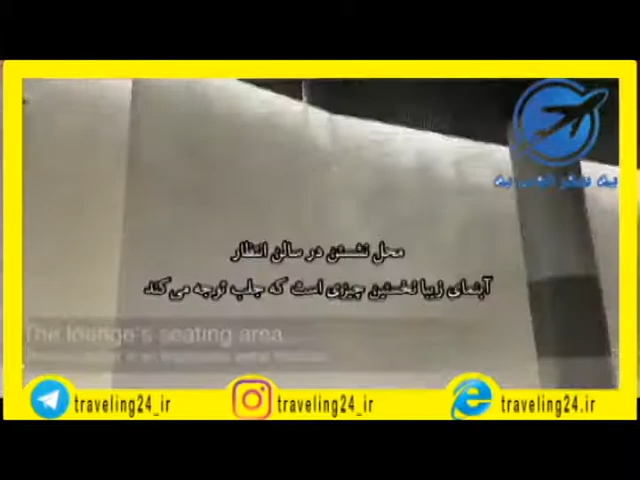 محل نشستن در سالن انتظار
آبنمای زیبا نخستین چیزی است که جلب توجه می‌کند
The lounge's seating area
traveling24_ir
traveling24_ir
traveling24.ir